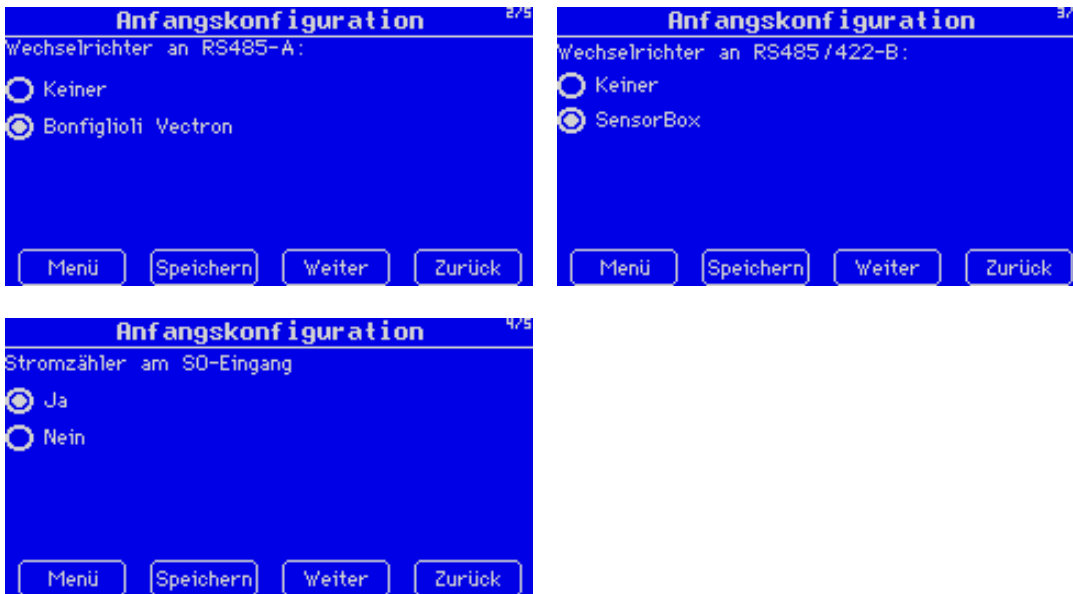 Anfangskonfiguration 2/5
Wechselrichter an RS485-A:
Keiner
Bonfiglioli Vectron
Menü Speichern Weiter Zurück
Anfangskonfiguration 3/
Wechselrichter an RS485/422-B:
Keiner
SensorBox
Menü Speichern Weiter Zurück
Anfangskonfiguration 4/5
Stromzähler am S0-Eingang
Ja
Nein
Menü Speichern Weiter Zurück